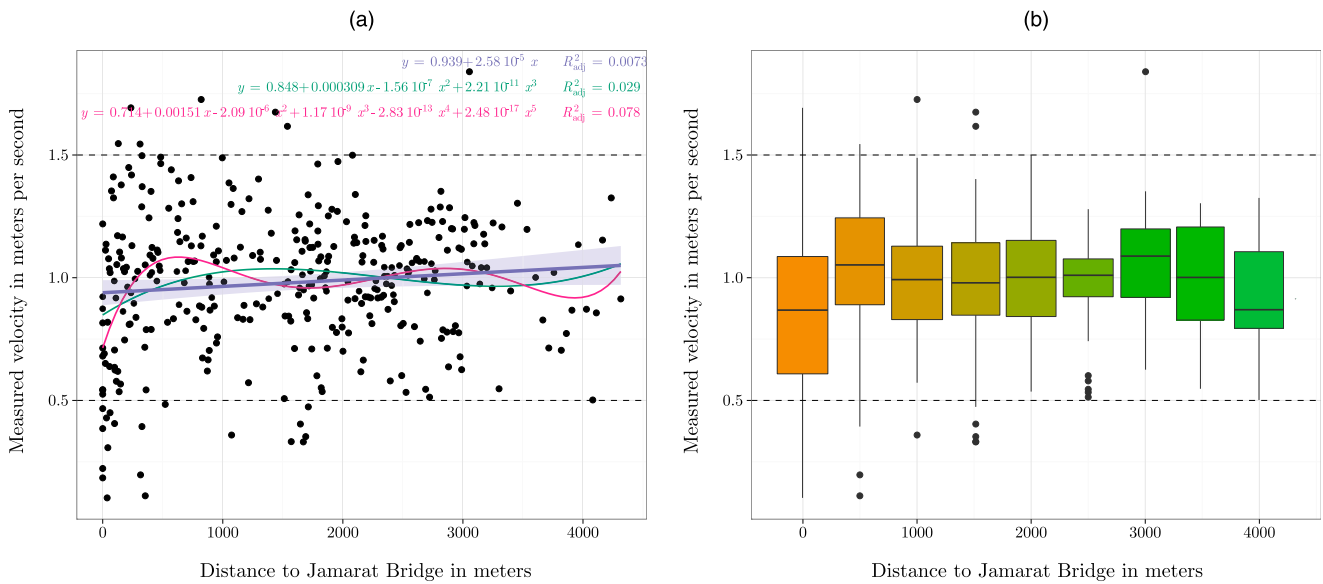 (a)
y = 0.939+2.58 10⁻⁵ x R²adj = 0.0073
y = 0.848+0.000309 x-1.56 10⁻⁷ x²+2.21 10⁻¹¹ x³ R²adj = 0.029
y = 0.714+0.00151 x-2.09 10⁻⁶ x²+1.17 10⁻⁹ x³-2.83 10⁻¹³ x⁴+2.48 10⁻¹⁷ x⁵ R²adj = 0.078
Measured velocity in meters per second
1.5
1.0
0.5
0 1000 2000 3000 4000
Distance to Jamarat Bridge in meters
(b)
Measured velocity in meters per second
1.5
1.0
0.5
0 1000 2000 3000 4000
Distance to Jamarat Bridge in meters